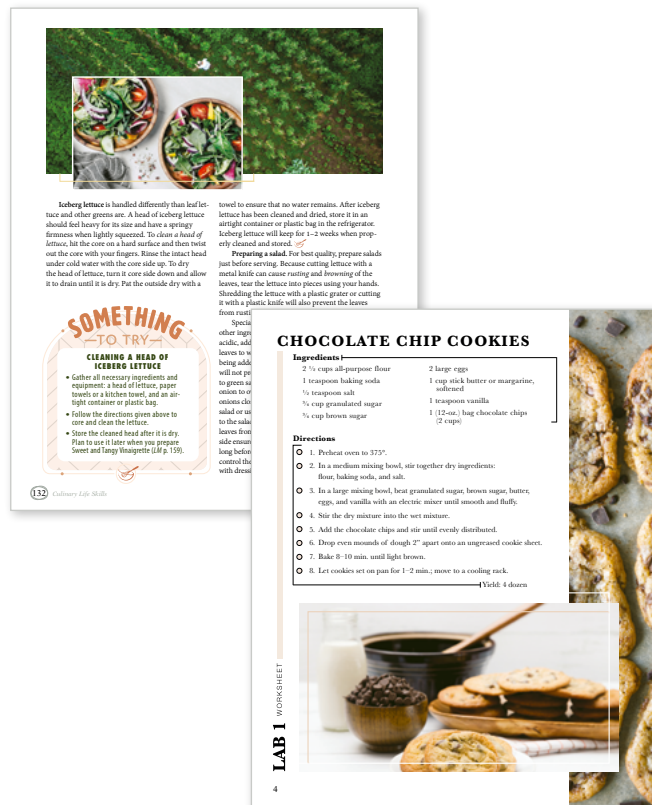 Iceberg lettuce is handled differently than leaf let-
tuce and other greens are. A head of iceberg lettuce
should feel heavy for its size and have a springy
firmness when lightly squeezed. To clean a head of
lettuce, hit the core on a hard surface and then twist
out the core with your fingers. Rinse the intact head
under cold water with the core side up. To dry
the head of lettuce, turn it core side down and allow
it to drain until it is dry. Pat the outside dry with a
SOMETHING
TO TRY
CLEANING A HEAD OF
ICEBERG LETTUCE
• Gather all necessary ingredients and
equipment: a head of lettuce, paper
towels or a kitchen towel, and an air-
tight container or plastic bag.
• Follow the directions given above to
core and clean the lettuce.
• Store the cleaned head after it is dry.
Plan to use it later when you prepare
Sweet and Tangy Vinaigrette (LM p. 159).
132 Culinary Life Skills
towel to ensure that no water remains. After iceberg
lettuce has been cleaned and dried, store it in an
airtight container or plastic bag in the refrigerator.
Iceberg lettuce will keep for 1–2 weeks when prop-
erly cleaned and stored.
Preparing a salad. For best quality, prepare salads
just before serving. Because cutting lettuce with a
metal knife can cause rusting and browning of the
leaves, tear the lettuce into pieces using your hands.
Shredding the lettuce with a plastic grater or cutting
it with a plastic knife will also prevent the leaves
from rusti
Specia
other ingre
acidic, add
leaves to w
being adde
will not pr
to green sa
onion to o
onions clo
salad or us
to the sala
leaves from
side ensur
long before
control the
with dressi
CHOCOLATE CHIP COOKIES
Ingredients
2 cups all-purpose flour
1 teaspoon baking soda
½ teaspoon salt
¾ cup granulated sugar
¾ cup brown sugar
2 large eggs
1 cup stick butter or margarine,
softened
1 teaspoon vanilla
1 (12-oz.) bag chocolate chips
(2 cups)
Directions
1. Preheat oven to 375°.
2. In a medium mixing bowl, stir together dry ingredients:
flour, baking soda, and salt.
3. In a large mixing bowl, beat granulated sugar, brown sugar, butter,
eggs, and vanilla with an electric mixer until smooth and fluffy.
4. Stir the dry mixture into the wet mixture.
5. Add the chocolate chips and stir until evenly distributed.
6. Drop even mounds of dough 2" apart onto an ungreased cookie sheet.
7. Bake 8–10 min. until light brown.
8. Let cookies set on pan for 1–2 min.; move to a cooling rack.
Yield: 4 dozen
LAB 1 WORKSHEET
4